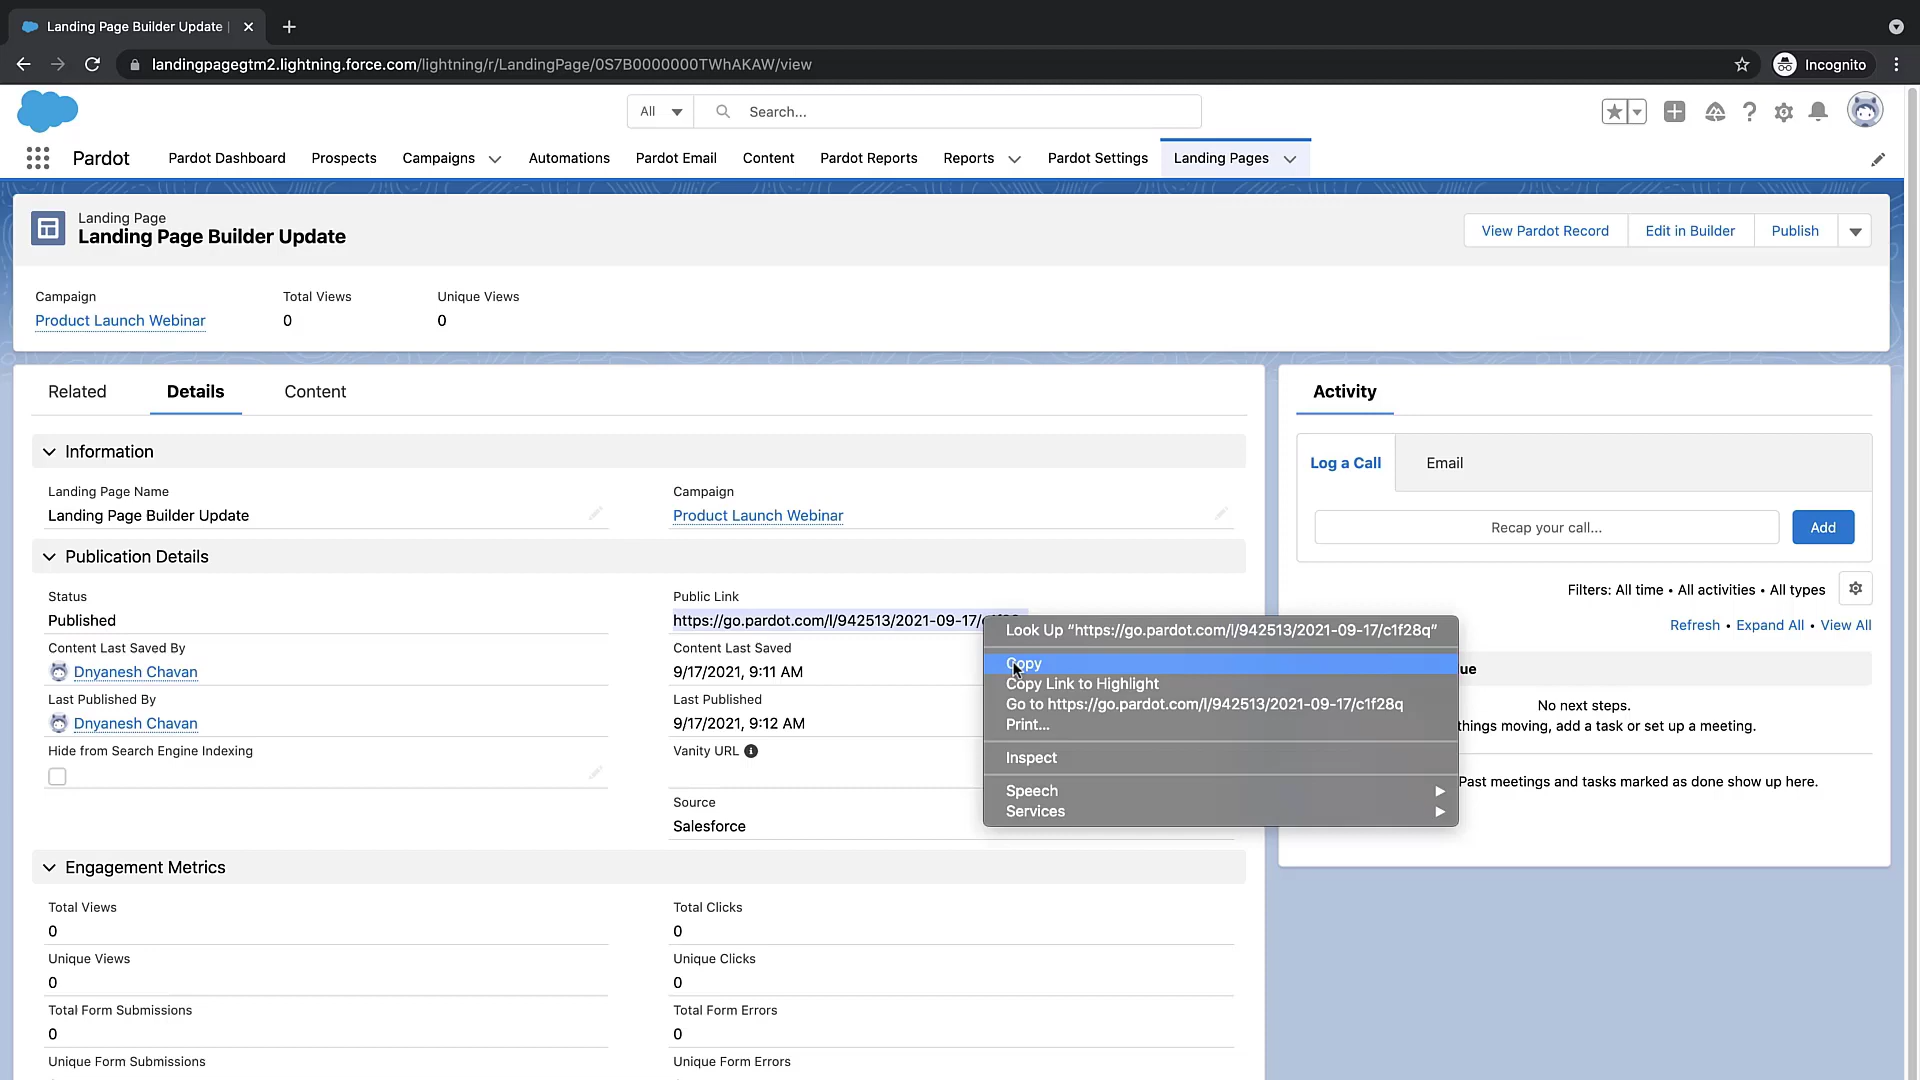 Landing Page Builder Update |
landingpagegtm2.lightning.force.com/lightning/r/LandingPage/0S7B0000000TWhAKAW/view
Incognito
All
Search...
Pardot
Pardot Dashboard
Prospects
Campaigns
Automations
Pardot Email
Content
Pardot Reports
Reports
Pardot Settings
Landing Pages
Landing Page
Landing Page Builder Update
View Pardot Record
Edit in Builder
Publish
Campaign
Total Views
Unique Views
Product Launch Webinar
0
0
Related
Details
Content
Information
Landing Page Name
Landing Page Builder Update
Campaign
Product Launch Webinar
Publication Details
Status
Published
Public Link
https://go.pardot.com/l/942513/2021-09-17/
Content Last Saved By
Dnyanesh Chavan
Content Last Saved
9/17/2021, 9:11 AM
Last Published By
Dnyanesh Chavan
Last Published
9/17/2021, 9:12 AM
Hide from Search Engine Indexing
Vanity URL
Source
Salesforce
Engagement Metrics
Total Views
0
Total Clicks
0
Unique Views
0
Unique Clicks
0
Total Form Submissions
0
Total Form Errors
0
Unique Form Submissions
Unique Form Errors
Look Up “https://go.pardot.com/l/942513/2021-09-17/c1f28q”
Copy
Copy Link to Highlight
Go to https://go.pardot.com/l/942513/2021-09-17/c1f28q
Print...
Inspect
Speech
Services
Activity
Log a Call
Email
Recap your call...
Add
Filters: All time • All activities • All types
Refresh • Expand All • View All
ue
No next steps.
things moving, add a task or set up a meeting.
Past meetings and tasks marked as done show up here.